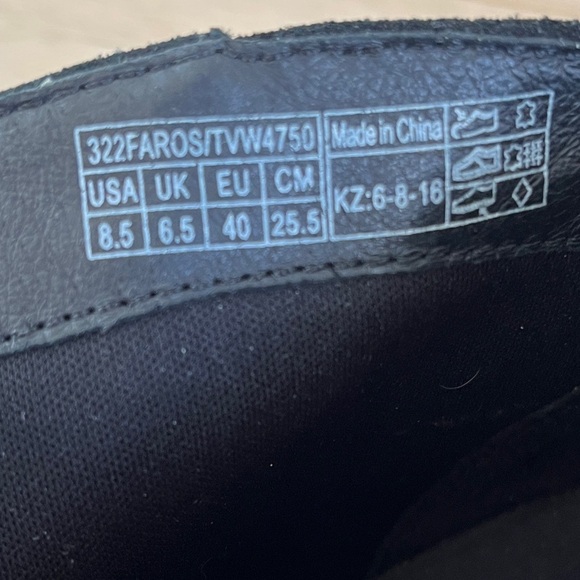 322FAROS/TVW4750
USA UK EU CM
8.5 6.5 40 25.5
Made in China
KZ:6-8-16